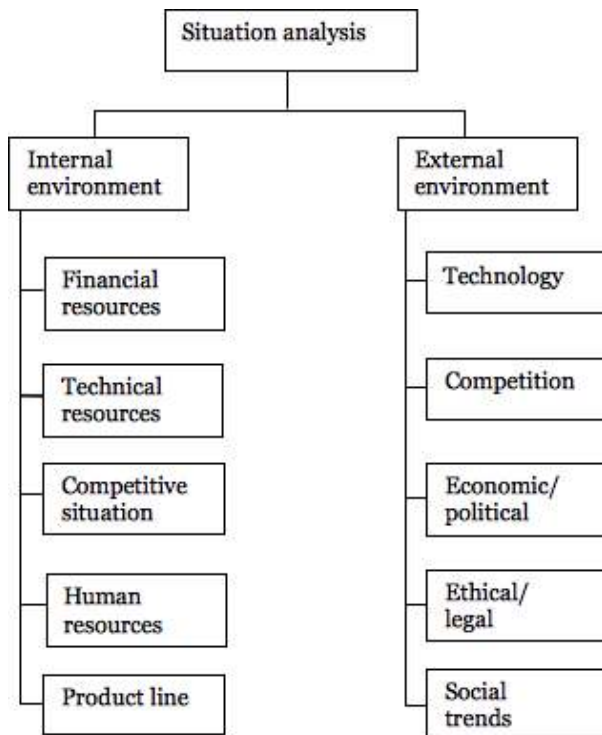 Situation analysis
Internal
environment
Financial
resources
Technical
resources
Competitive
situation
Human
resources
Product line
External
environment
Technology
Competition
Economic/
political
Ethical/
legal
Social
trends